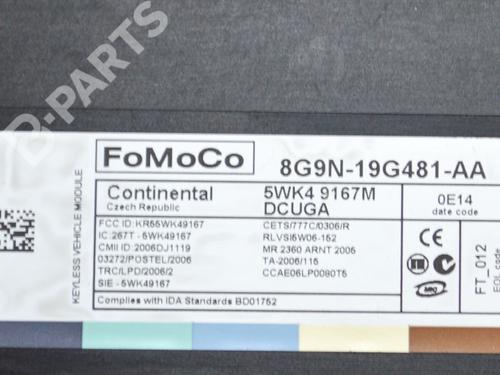 B-PARTS
FoMoCo
8G9N-19G481-AA
KEYLESS VEHICLE MODULE
Continental
Czech Republic
5WK4 9167M
DCUGA
0E14
date code
FCC ID: KR55WK49167
IC: 267T - 5WK49167
CMII ID: 2006DJ1119
03272/POSTEL/2006
TRC/LPD/2006/2
SIE - 5WK49167
CETS/777C/0306/R
RLVSI6W06-152
MR 2360 ARNT 2006
TA-2006/115
CCAE06LP0080T5
Complies with IDA Standards BD01752
CE
FT_012
EOL code